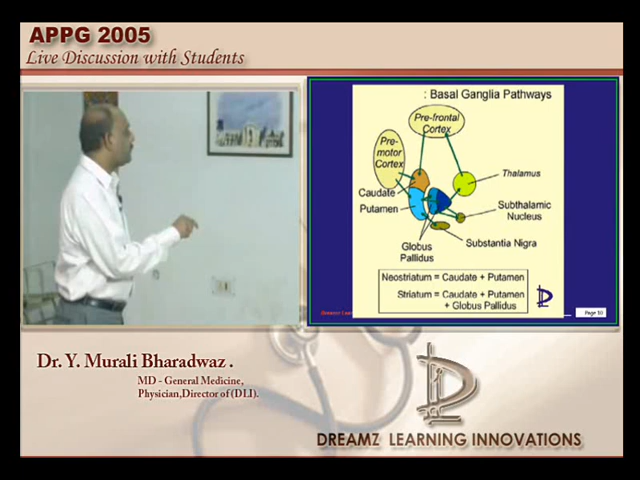 APPG 2005
Live Discussion with Students
: Basal Ganglia Pathways
Pre-frontal
Cortex
Pre-
motor
Cortex
Thalamus
Caudate
Putamen
Subthalamic
Nucleus
Substantia Nigra
Globus
Pallidus
Neostriatum = Caudate + Putamen
Striatum = Caudate + Putamen
+ Globus Pallidus
Page 10
Dr. Y. Murali Bharadwaz .
MD - General Medicine,
Physician,Director of (DLI).
DREAMZ LEARNING INNOVATIONS